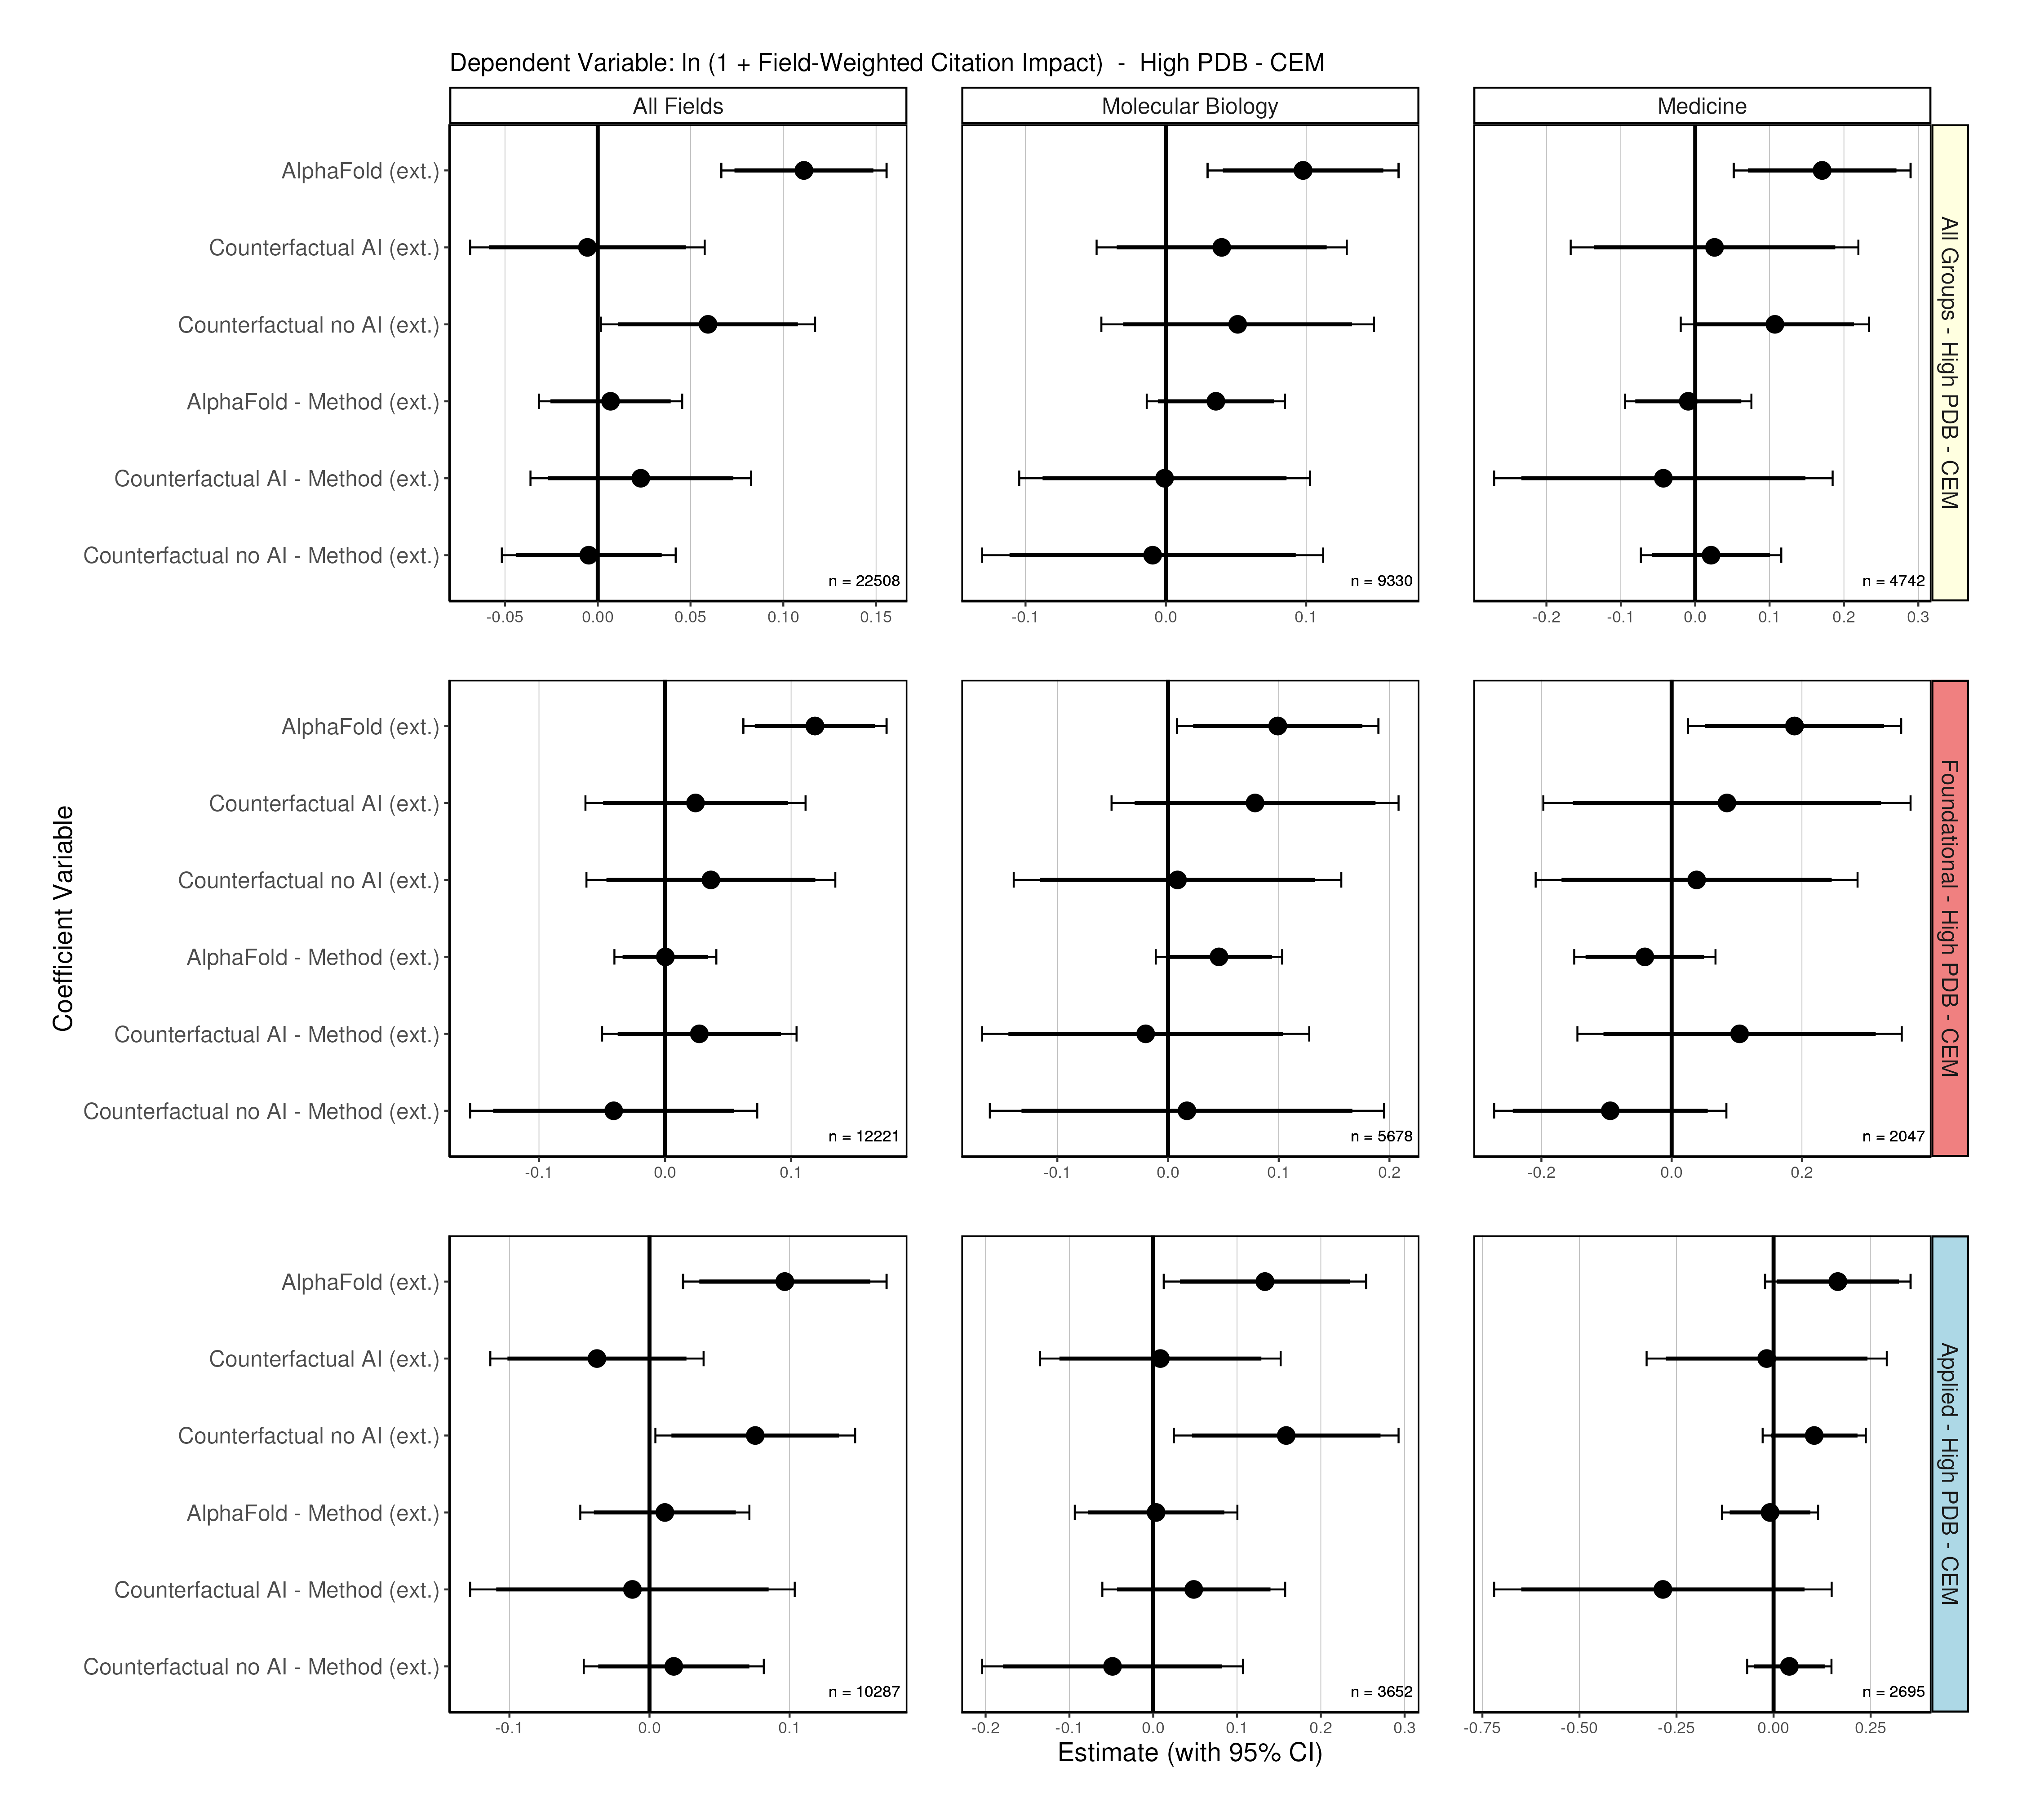 Dependent Variable: ln (1 + Field-Weighted Citation Impact)  -  High PDB - CEM
All Fields
Molecular Biology
Medicine
AlphaFold (ext.)
Counterfactual AI (ext.)
Counterfactual no AI (ext.)
AlphaFold - Method (ext.)
Counterfactual AI - Method (ext.)
Counterfactual no AI - Method (ext.)
n = 22508
n = 9330
n = 4742
-0.05 0.00 0.05 0.10 0.15
-0.1 0.0 0.1
-0.2 -0.1 0.0 0.1 0.2 0.3
All Groups - High PDB - CEM
Coefficient Variable
AlphaFold (ext.)
Counterfactual AI (ext.)
Counterfactual no AI (ext.)
AlphaFold - Method (ext.)
Counterfactual AI - Method (ext.)
Counterfactual no AI - Method (ext.)
n = 12221
n = 5678
n = 2047
-0.1 0.0 0.1
-0.1 0.0 0.1 0.2
-0.2 0.0 0.2
Foundational - High PDB - CEM
AlphaFold (ext.)
Counterfactual AI (ext.)
Counterfactual no AI (ext.)
AlphaFold - Method (ext.)
Counterfactual AI - Method (ext.)
Counterfactual no AI - Method (ext.)
n = 10287
n = 3652
n = 2695
-0.1 0.0 0.1
-0.2 -0.1 0.0 0.1 0.2 0.3
-0.75 -0.50 -0.25 0.00 0.25
Applied - High PDB - CEM
Estimate (with 95% CI)